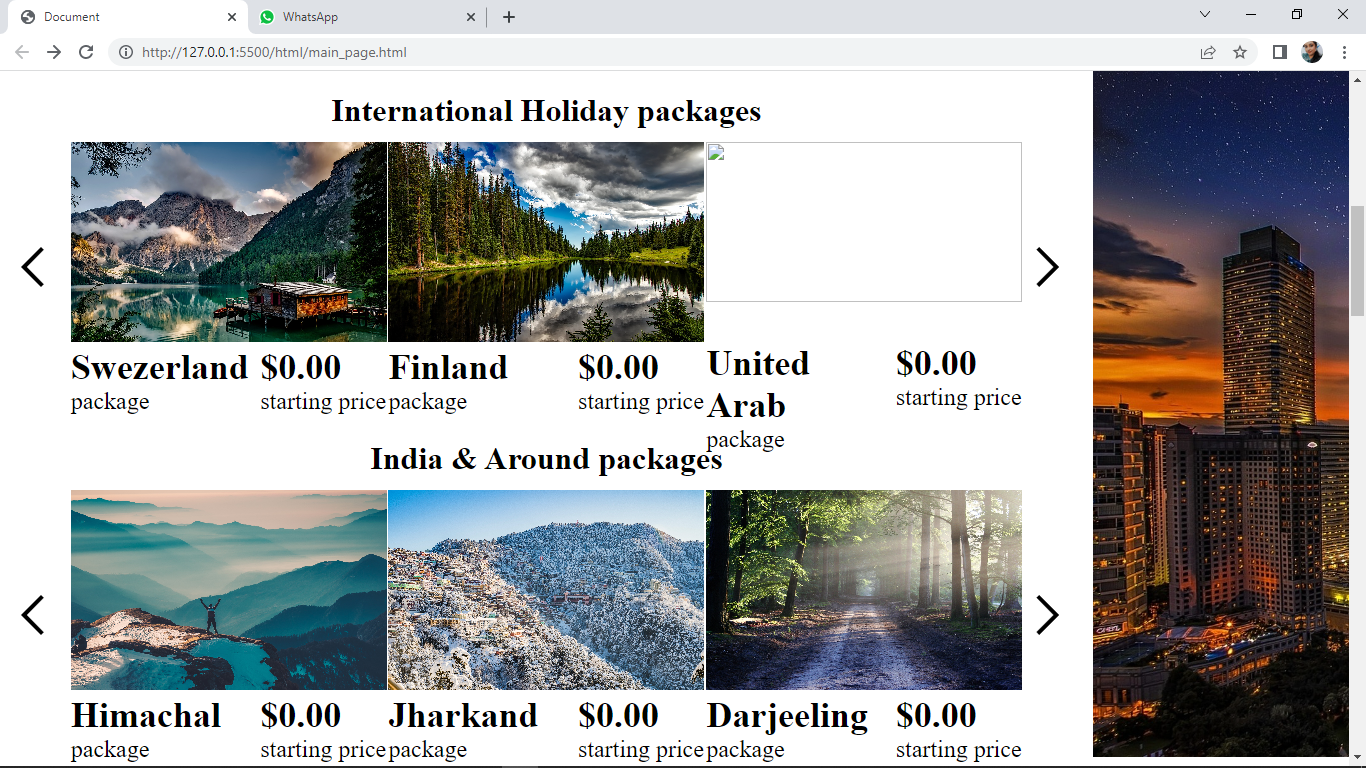 Document
WhatsApp
http://127.0.0.1:5500/html/main_page.html
International Holiday packages
Swezerland $0.00
package starting price
Finland $0.00
package starting price
United $0.00
Arab starting price
package
India & Around packages
Himachal $0.00
package starting price
Jharkand $0.00
package starting price
Darjeeling $0.00
package starting price